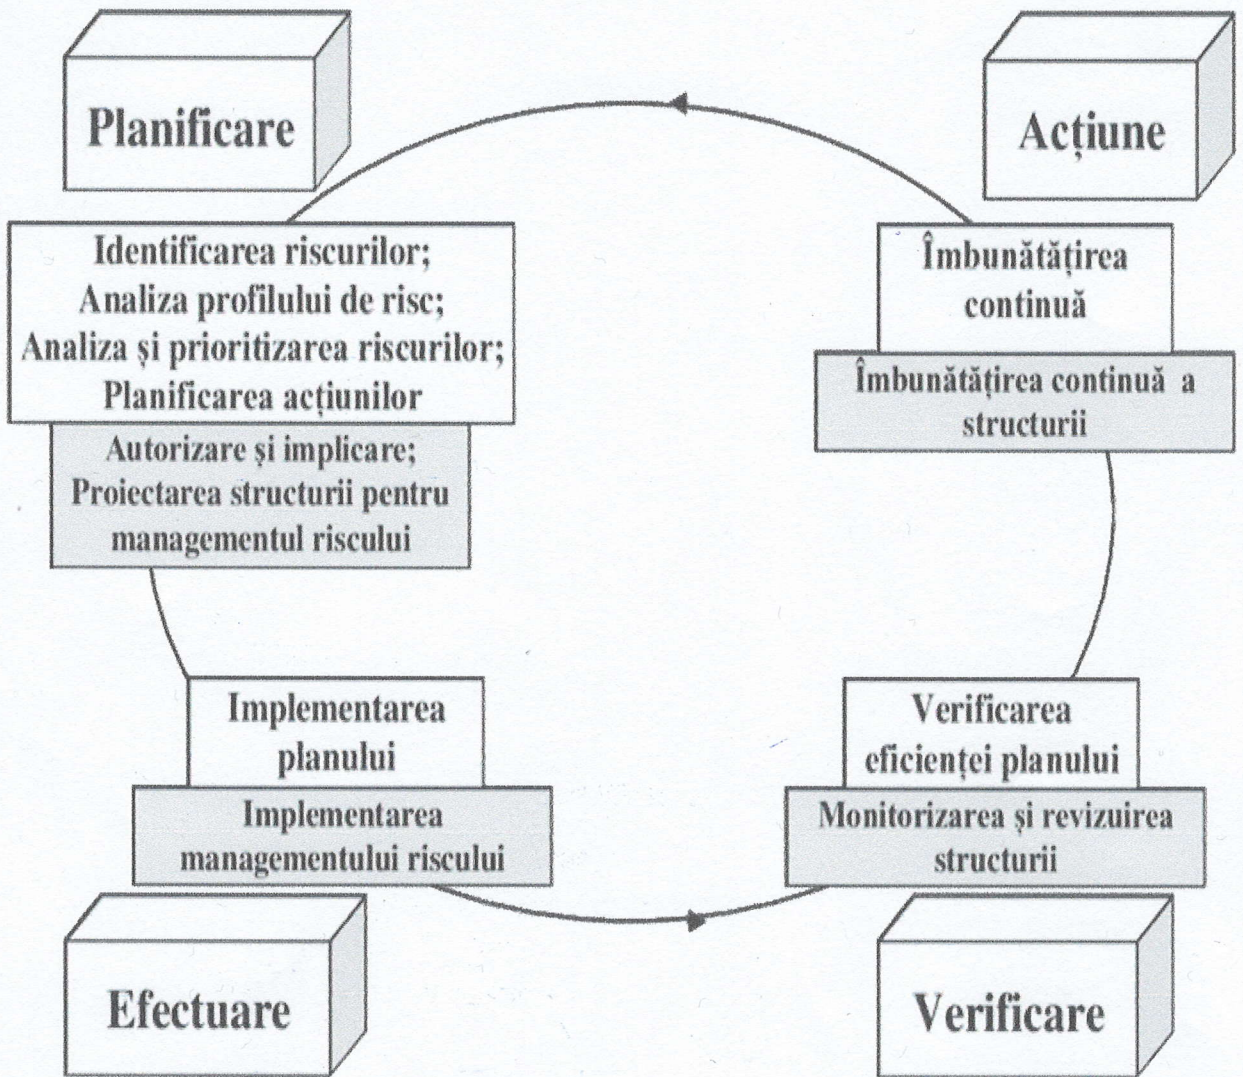 Planificare
Identificarea riscurilor;
Analiza profilului de risc;
Analiza și prioritizarea riscurilor;
Planificarea acțiunilor
Autorizare și implicare;
Proiectarea structurii pentru
managementul riscului
Acțiune
Îmbunătățirea
continuă
Îmbunătățirea continuă a
structurii
Implementarea
planului
Implementarea
managementului riscului
Efectuare
Verificarea
eficienței planului
Monitorizarea și revizuirea
structurii
Verificare